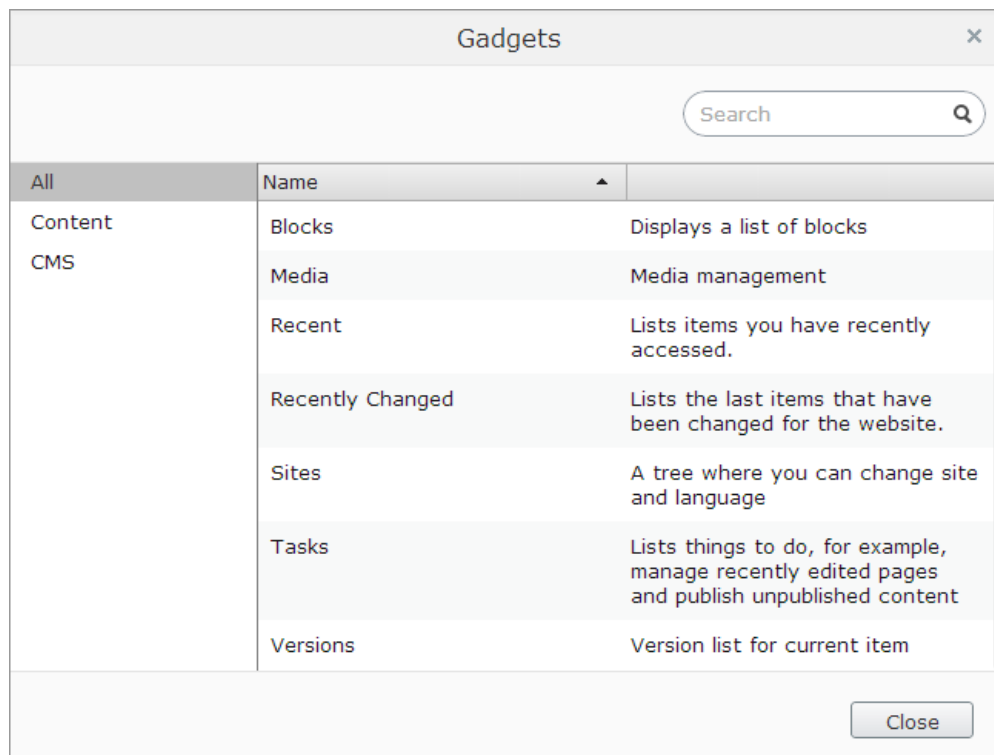 Gadgets
Search
All
Name
Content
Blocks
Displays a list of blocks
CMS
Media
Media management
Recent
Lists items you have recently
accessed.
Recently Changed
Lists the last items that have
been changed for the website.
Sites
A tree where you can change site
and language
Tasks
Lists things to do, for example,
manage recently edited pages
and publish unpublished content
Versions
Version list for current item
Close